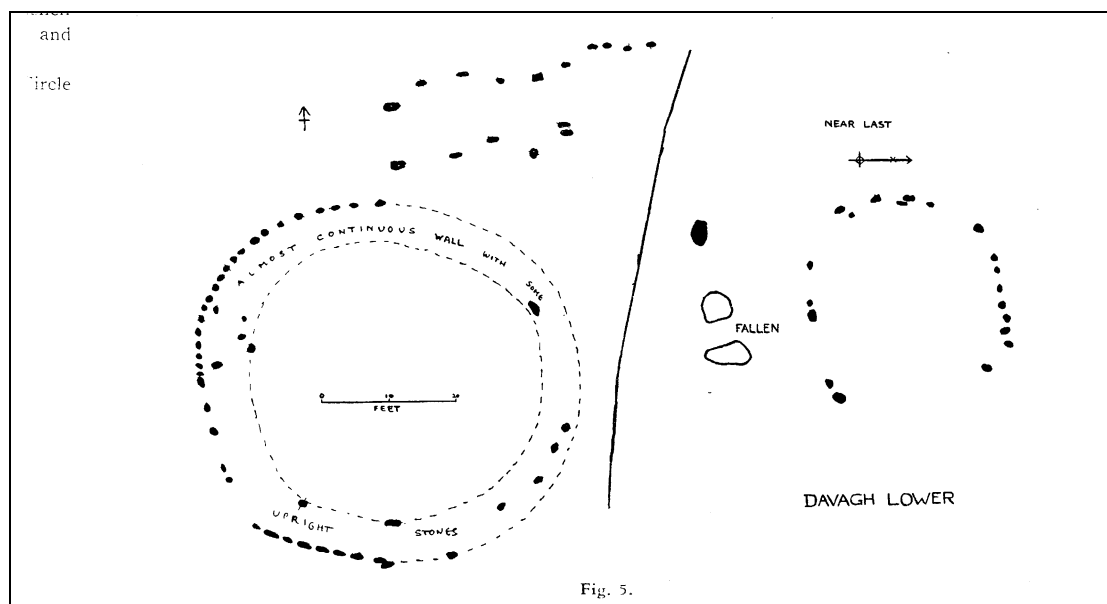 and
ircle
NEAR LAST
ALMOST CONTINUOUS WALL WITH SOME
FALLEN
0 10 20
FEET
UPRIGHT STONES
DAVAGH LOWER
Fig. 5.